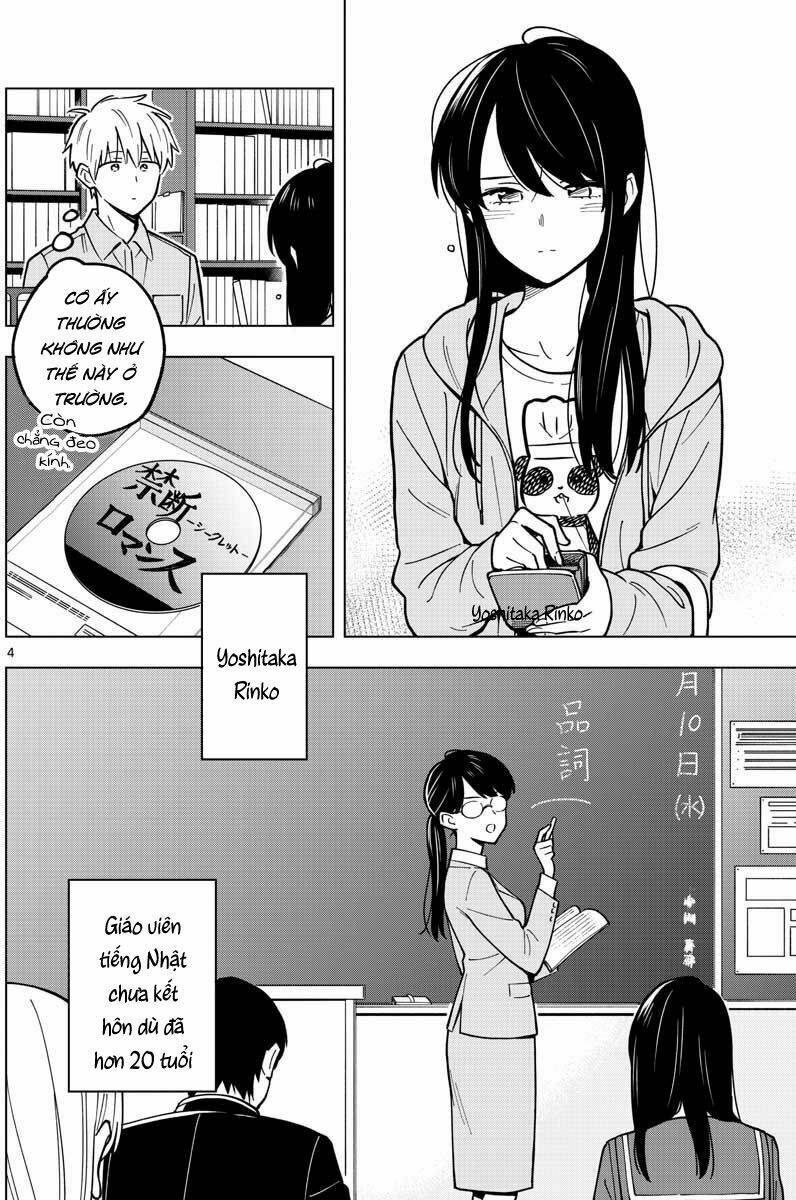 Yoshitaka Rinko
CÔ ẤY
THƯỜNG
KHÔNG NHƯ
THẾ NÀY Ở
TRƯỜNG.
Còn
chẳng đeo
kính
禁断
-シークレット-
ロマンス
4
Yoshitaka
Rinko
月10日(水)
品詞
Giáo viên
tiếng Nhật
chưa kết
hôn dù đã
hơn 20 tuổi